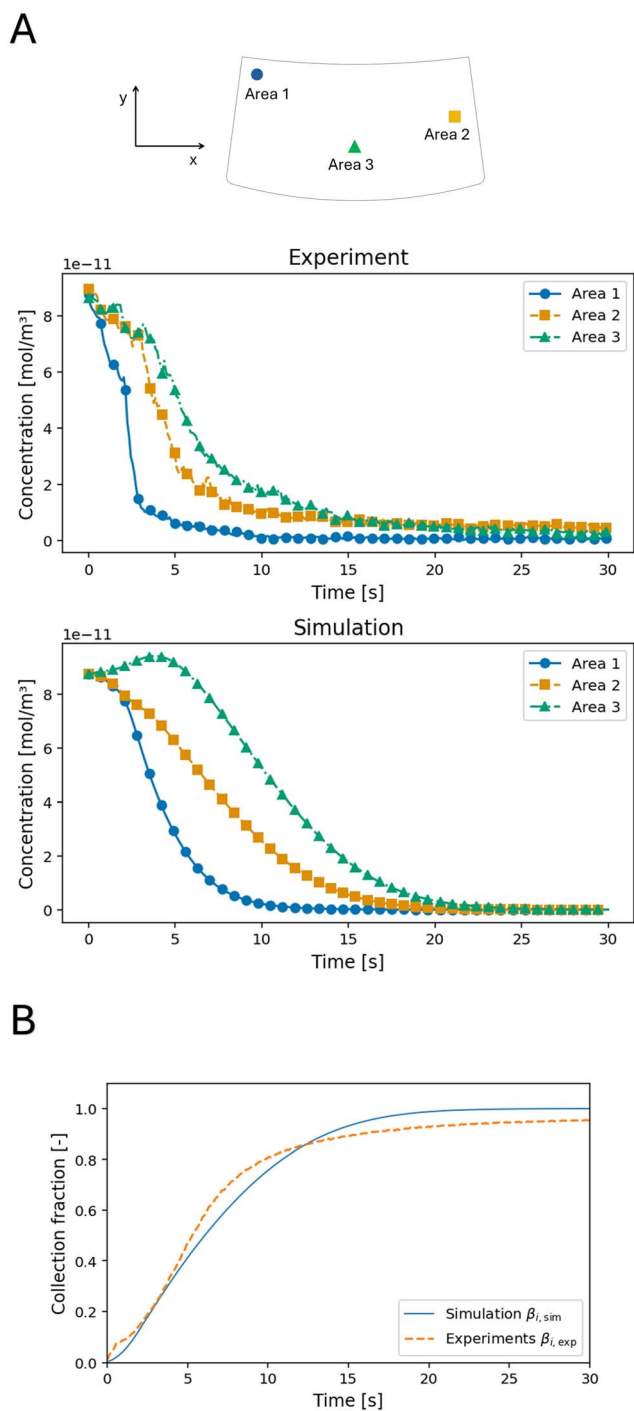 A
y
x
Area 1
Area 2
Area 3
Experiment
1e−11
Concentration [mol/m³]
8
6
4
2
0
Area 1
Area 2
Area 3
0 5 10 15 20 25 30
Time [s]
Simulation
1e−11
Concentration [mol/m³]
8
6
4
2
0
Area 1
Area 2
Area 3
0 5 10 15 20 25 30
Time [s]
B
Collection fraction [-]
1.0
0.8
0.6
0.4
0.2
0.0
Simulation βi, sim
Experiments βi, exp
0 5 10 15 20 25 30
Time [s]